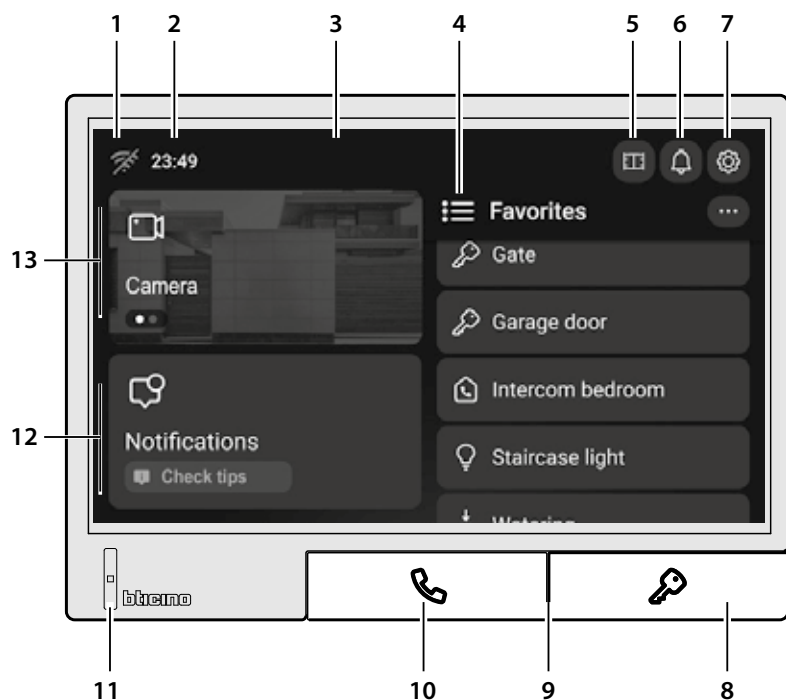 1 2 3 4 5 6 7
23:49
Favorites
Gate
13
Camera
Garage door
Intercom bedroom
12
Notifications
Check tips
Staircase light
Watering
bticino
11 10 9 8